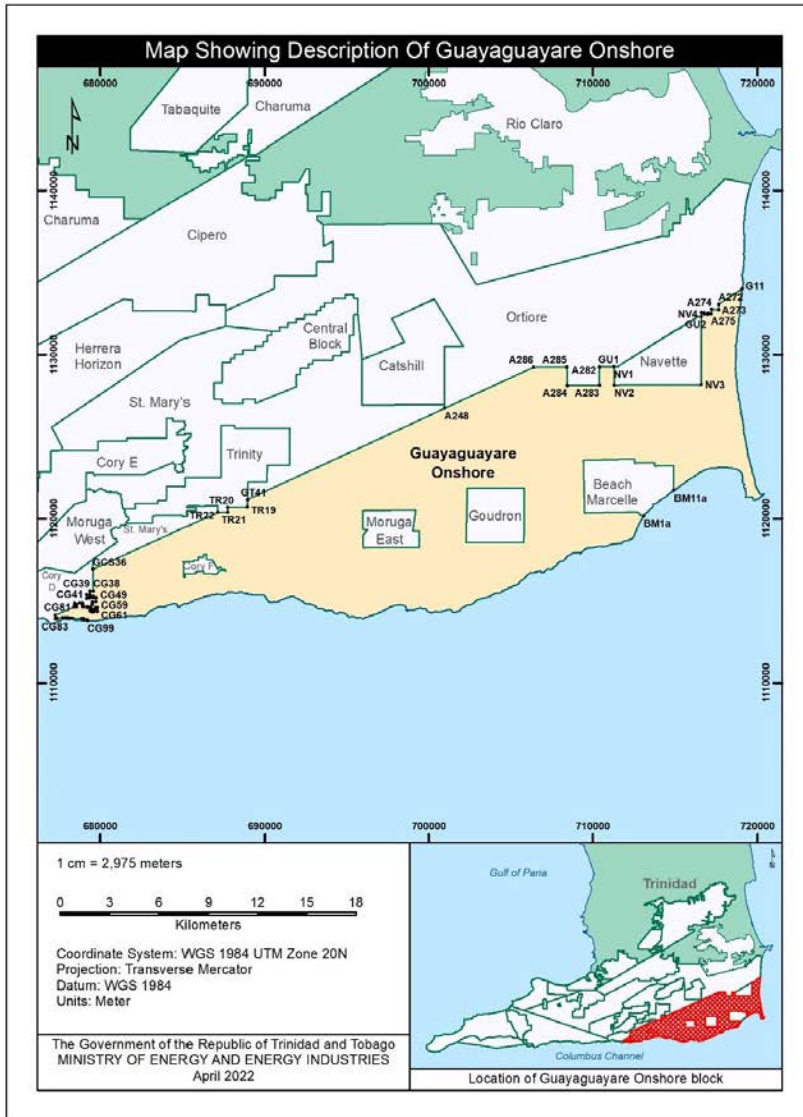 Map Showing Description Of Guayaguayare Onshore
680000
690000
700000
710000
720000
Tabaquite
Charuma
Rio Claro
N
1140000
1140000
Charuma
Cipero
G11
A274
A272
NV4
A273
GU2
A275
Ortiore
Central
Block
Herrera
Horizon
1130000
1130000
Catshill
A286
A285
A282
GU1
Navette
NV1
A284
A283
NV2
NV3
St. Mary's
A248
Guayaguayare
Onshore
Cory E
Trinity
GT41
TR20
TR22
TR21
TR19
Moruga
West
St. Mary's
Moruga
East
Goudron
Beach
Marcelle
BM11a
BM1a
1120000
1120000
GCS36
Cory F
Cory
D
CG39
CG38
CG41
CG49
CG81
CG59
CG61
CG83
CG99
1110000
1110000
680000
690000
700000
710000
720000
1 cm = 2,975 meters
0 3 6 9 12 15 18
Kilometers
Coordinate System: WGS 1984 UTM Zone 20N
Projection: Transverse Mercator
Datum: WGS 1984
Units: Meter
The Government of the Republic of Trinidad and Tobago
MINISTRY OF ENERGY AND ENERGY INDUSTRIES
April 2022
Gulf of Paria
Trinidad
Columbus Channel
Location of Guayaguayare Onshore block